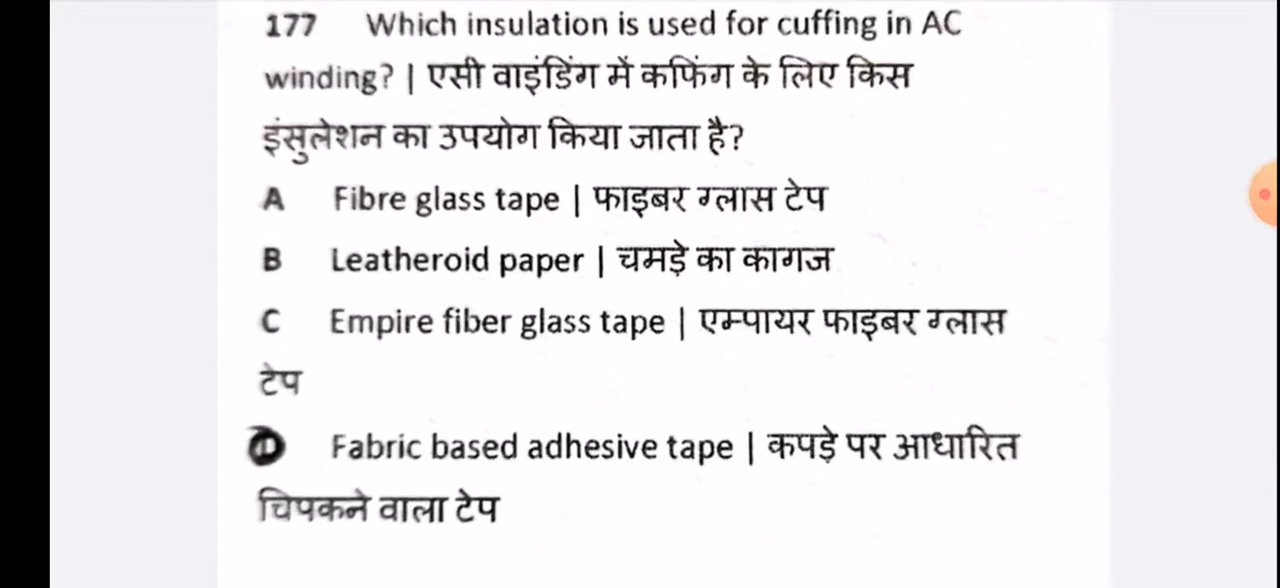 177 Which insulation is used for cuffing in AC
winding? | एसी वाइंडिंग में कफिंग के लिए किस
इंसुलेशन का उपयोग किया जाता है?
A Fibre glass tape | फाइबर ग्लास टेप
B Leatheroid paper | चमड़े का कागज
C Empire fiber glass tape | एम्पायर फाइबर ग्लास
टेप
D Fabric based adhesive tape | कपड़े पर आधारित
चिपकने वाला टेप